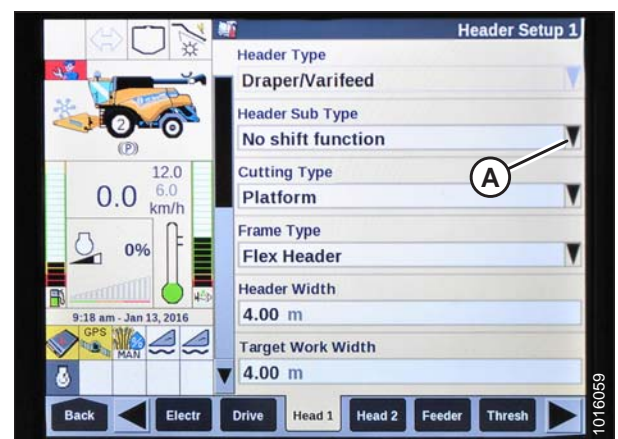 Header Setup 1
Header Type
Draper/Varifeed
Header Sub Type
No shift function
A
Cutting Type
Platform
Frame Type
Flex Header
Header Width
4.00 m
Target Work Width
4.00 m
2
(P)
12.0
0.0 6.0
km/h
0%
9:18 am - Jan 13, 2016
GPS
MAN
Back
Electr
Drive
Head 1
Head 2
Feeder
Thresh
1016059